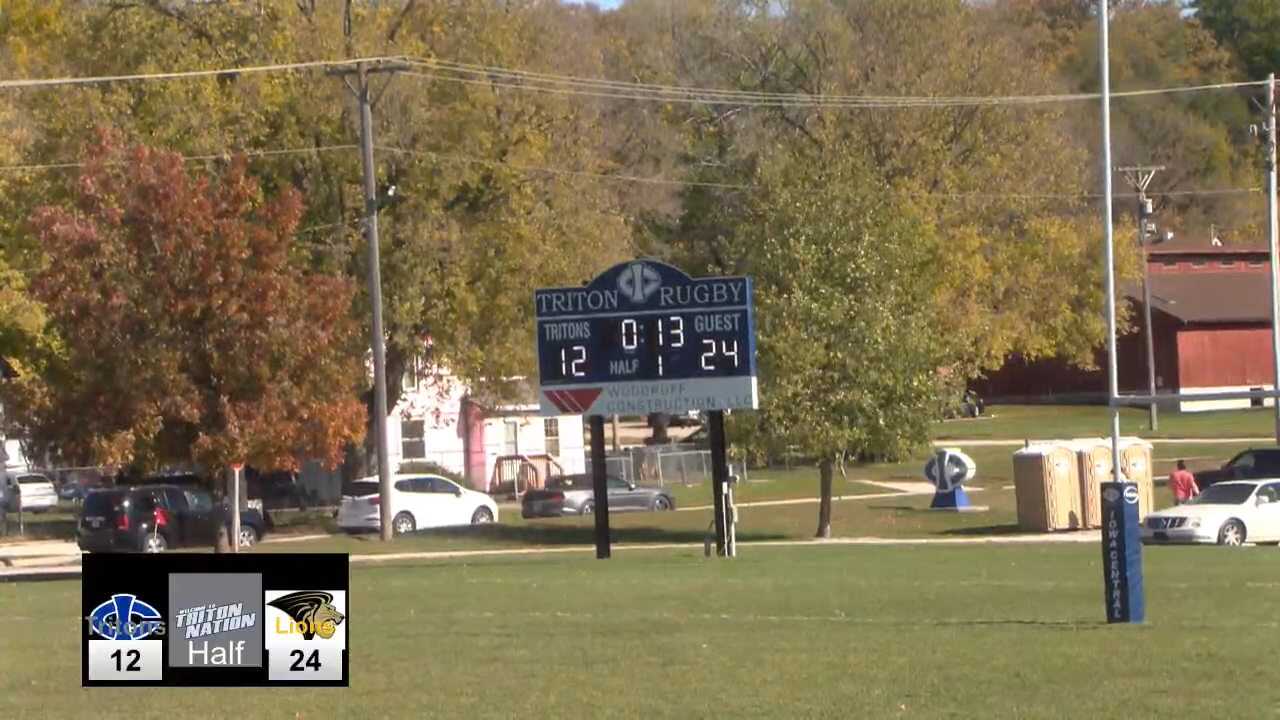 TRITON RUGBY
TRITONS 0:13 GUEST
12 HALF 1 24
WOODRUFF
CONSTRUCTION, LLC
IOWA CENTRAL
WELCOME TO
TRITON
NATION
Tritons Lions
Half
12 24